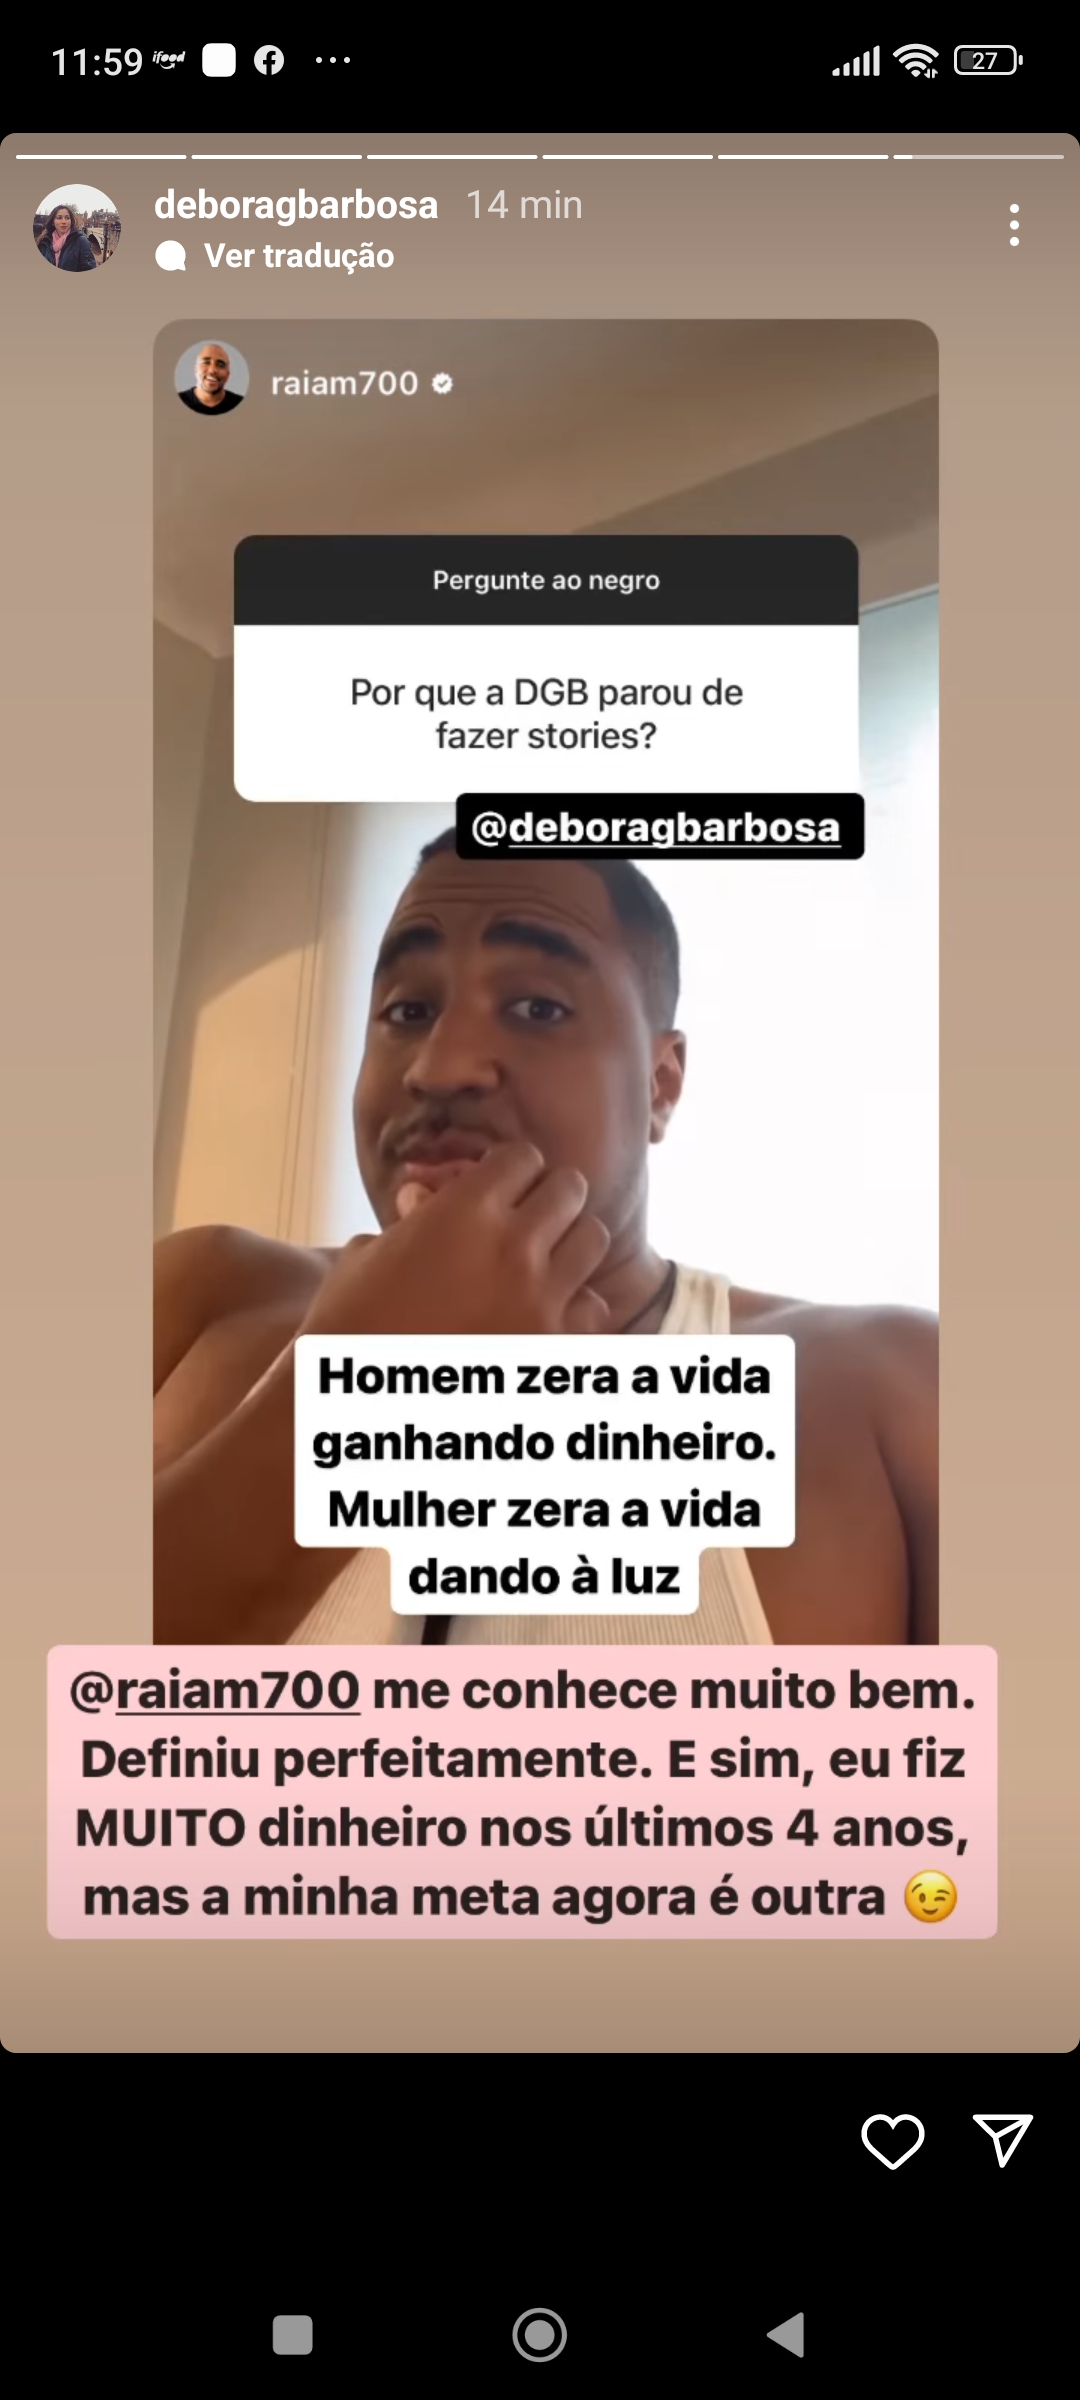 11:59 ifood
27
deboragbarbosa 14 min
Ver tradução
raiam700
Pergunte ao negro
Por que a DGB parou de
fazer stories?
@deboragbarbosa
Homem zera a vida
ganhando dinheiro.
Mulher zera a vida
dando à luz
@raiam700 me conhece muito bem.
Definiu perfeitamente. E sim, eu fiz
MUITO dinheiro nos últimos 4 anos,
mas a minha meta agora é outra 😉